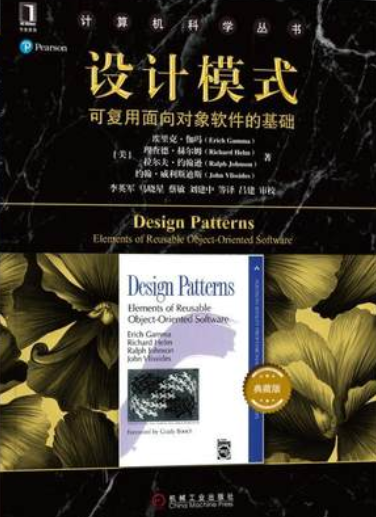 计算机科学丛书
Pearson
设计模式
可复用面向对象软件的基础
埃里克·伽玛(Erich Gamma)
[美] 理查德·赫尔姆(Richard Helm) 著
拉尔夫·约翰逊(Ralph Johnson)
约翰·威利斯迪斯(John Vlissides)
李英军 马晓星 蔡敏 刘建中 等译 吕建 审校
Design Patterns
Elements of Reusable Object-Oriented Software
Design Patterns
Elements of Reusable
Object-Oriented Software
Erich Gamma
Richard Helm
Ralph Johnson
John Vlissides
Foreword by Grady Booch
典藏版
机械工业出版社
China Machine Press